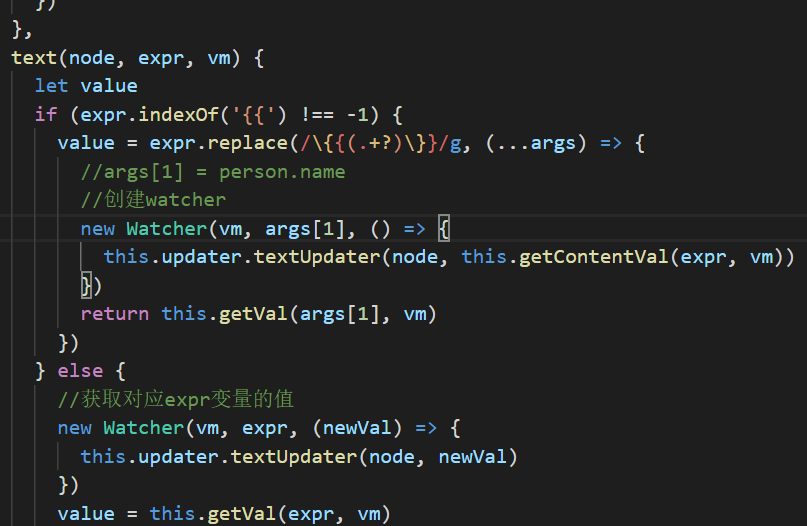 })
},
text(node, expr, vm) {
let value
if (expr.indexOf('{{') !== -1) {
value = expr.replace(/\{{(.+?)\}}/g, (...args) => {
//args[1] = person.name
//创建watcher
new Watcher(vm, args[1], () => {
this.updater.textUpdater(node, this.getContentVal(expr, vm))
})
return this.getVal(args[1], vm)
})
} else {
//获取对应expr变量的值
new Watcher(vm, expr, (newVal) => {
this.updater.textUpdater(node, newVal)
})
value = this.getVal(expr, vm)